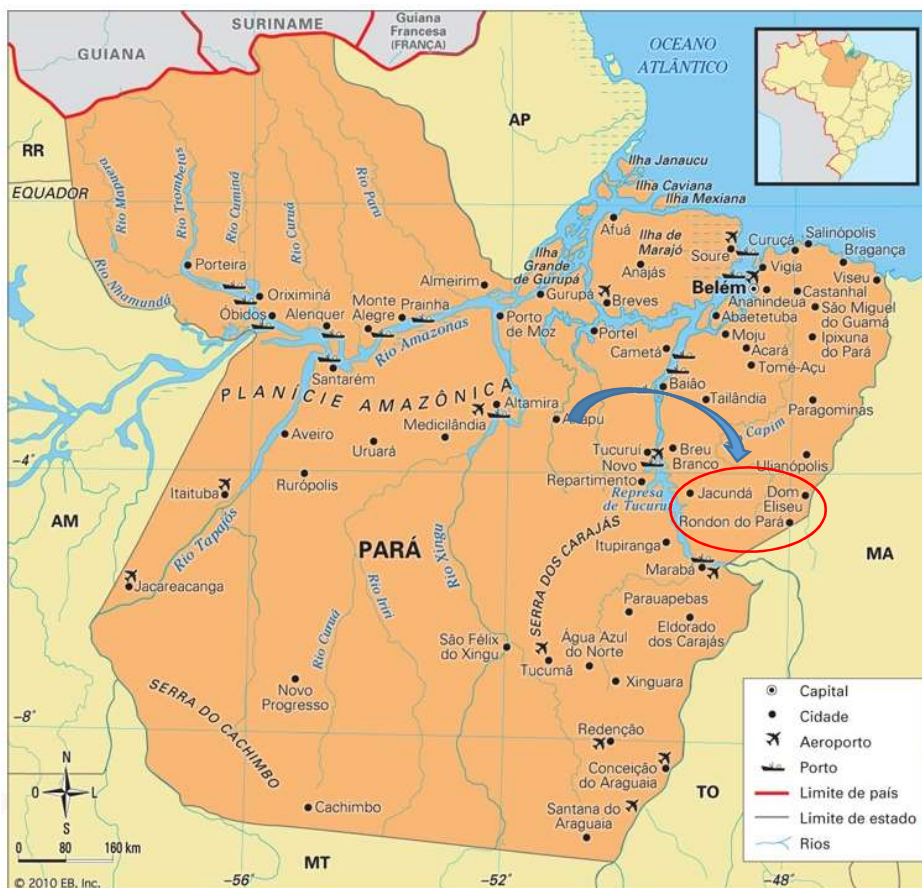 SURINAME
Guiana
Francesa
(FRANÇA)
GUIANA
OCEANO
ATLÂNTICO
AP
RR
EQUADOR
Rio Mapuera
Rio Trombetas
Rio Cuminá
Rio Curuá
Rio Paru
Rio Nhamundá
Ilha Janaucu
Ilha Caviana
Ilha Mexiana
Afuá
Ilha de
Marajó
Anajás
Ilha
Grande
de Gurupá
Soure
Curuçá
Salinópolis
Bragança
Vigia
Viseu
Belém
Porteira
Oriximiná
Óbidos
Alenquer
Monte
Alegre
Prainha
Almeirim
Gurupá
Breves
Ananindeua
Castanhal
Abaetetuba
São Miguel
do Guamá
Porto
de Moz
Portel
Moju
Ipixuna
do Pará
Rio Amazonas
Cametá
Acará
Tomé-Açu
Santarém
PLANÍCIE AMAZÔNICA
Baião
Tailândia
Paragominas
Altamira
Medicilândia
Capim
Aveiro
Uruará
Tucuruí
Breu
Branco
Ulianópolis
−4
Rurópolis
Novo
Repartimento
Represa
de Tucuruí
Jacundá
Dom
Eliseu
Rondon do Pará
Itaituba
AM
Rio Tapajós
PARÁ
Rio Xingu
SERRA DOS CARAJÁS
Itupiranga
MA
Marabá
Jacareacanga
Rio Iriri
Rio Curuá
Parauapebas
Eldorado
dos Carajás
São Félix
do Xingu
Água Azul
do Norte
Tucumã
Xinguara
Novo
Progresso
SERRA DO CACHIMBO
−8
Redenção
Conceição
do Araguaia
Cachimbo
Santana do
Araguaia
TO
MT
N
O
L
S
0 80 160 km
−56
−52
−48
© 2010 EB, Inc.
Capital
Cidade
Aeroporto
Porto
Limite de país
Limite de estado
Rios